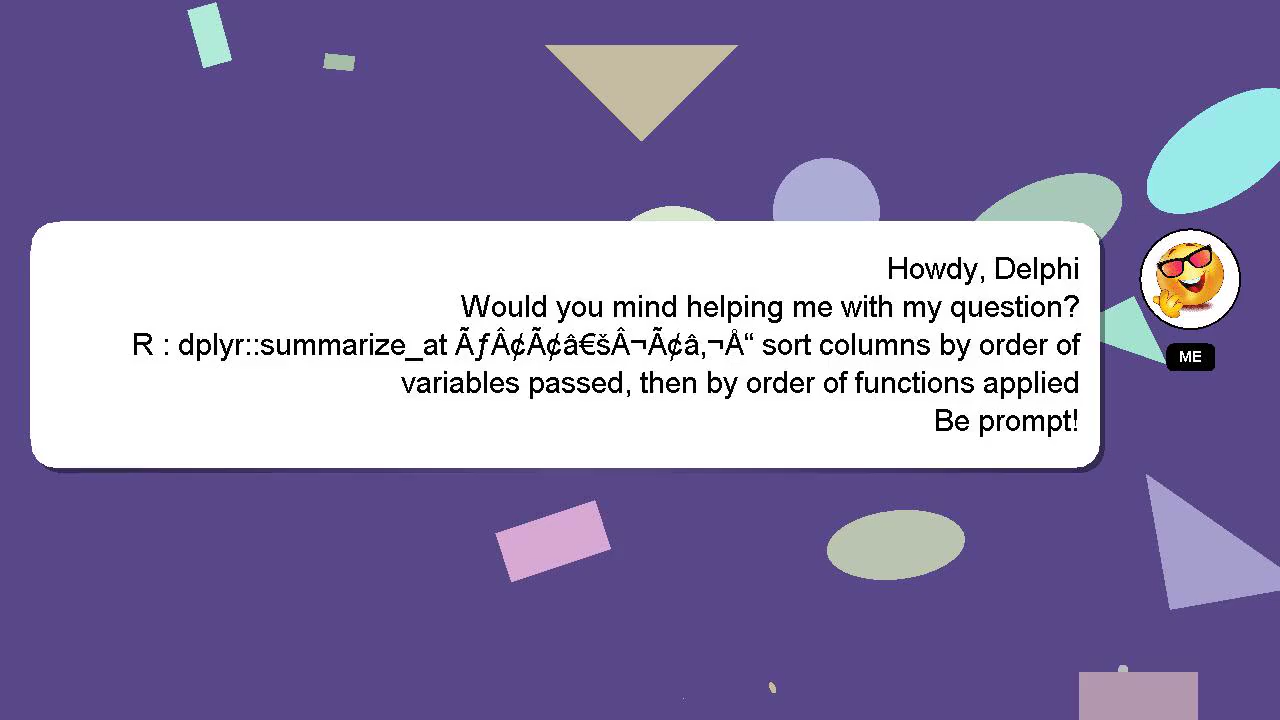 Howdy, Delphi
Would you mind helping me with my question?
R : dplyr::summarize_at ÃƒÂ¢Ã¢â€šÂ¬Ã¢â‚¬Å“ sort columns by order of
variables passed, then by order of functions applied
Be prompt!
ME